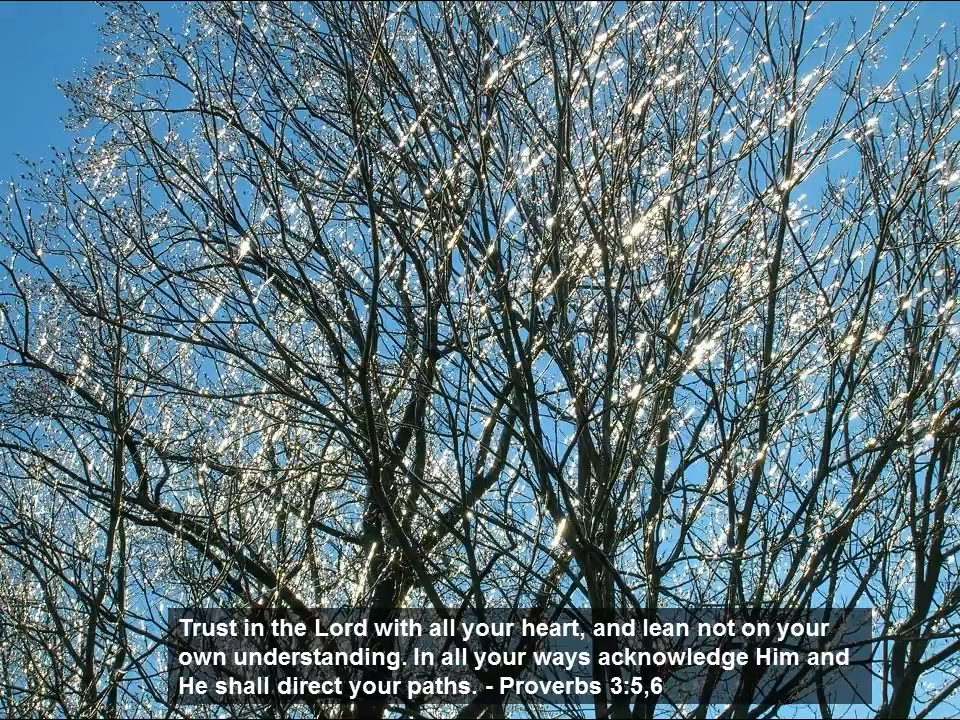 Trust in the Lord with all your heart, and lean not on your
own understanding. In all your ways acknowledge Him and
He shall direct your paths. - Proverbs 3:5,6